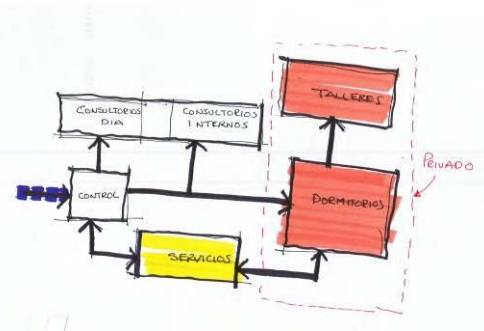 TALLERES
CONSULTORIOS
DIA
CONSULTORIOS
INTERNOS
PRIVADO
CONTROL
DORMITORIOS
SERVICIOS